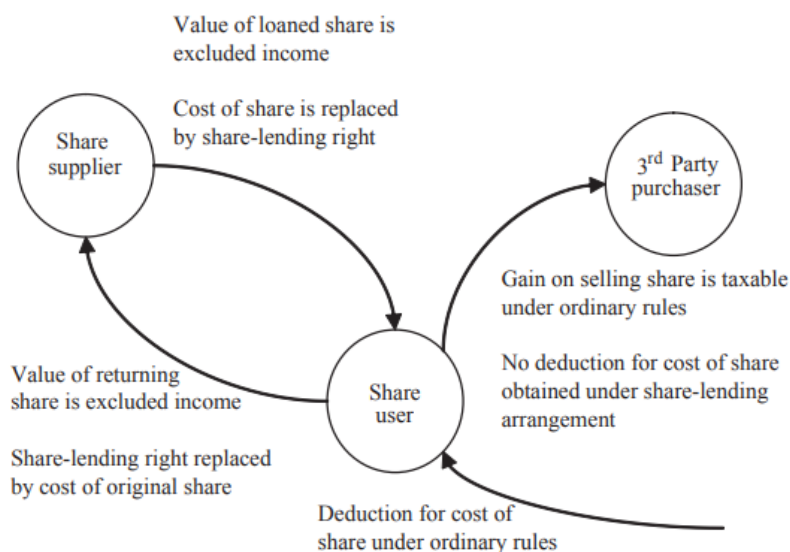 Value of loaned share is
excluded income
Cost of share is replaced
by share-lending right
Share
supplier
3rd Party
purchaser
Gain on selling share is taxable
under ordinary rules
No deduction for cost of share
obtained under share-lending
arrangement
Value of returning
share is excluded income
Share-lending right replaced
by cost of original share
Share
user
Deduction for cost of
share under ordinary rules